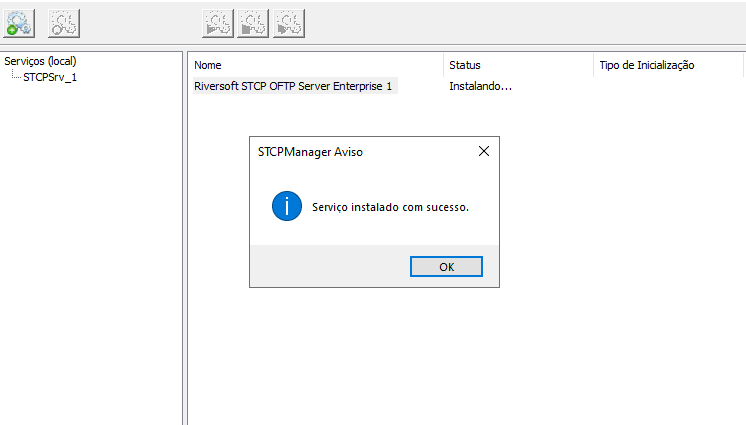 Serviços (local)
STCPSrv_1
Nome Status Tipo de Inicialização
Riversoft STCP OFTP Server Enterprise 1 Instalando...
STCPManager Aviso
Serviço instalado com sucesso.
OK